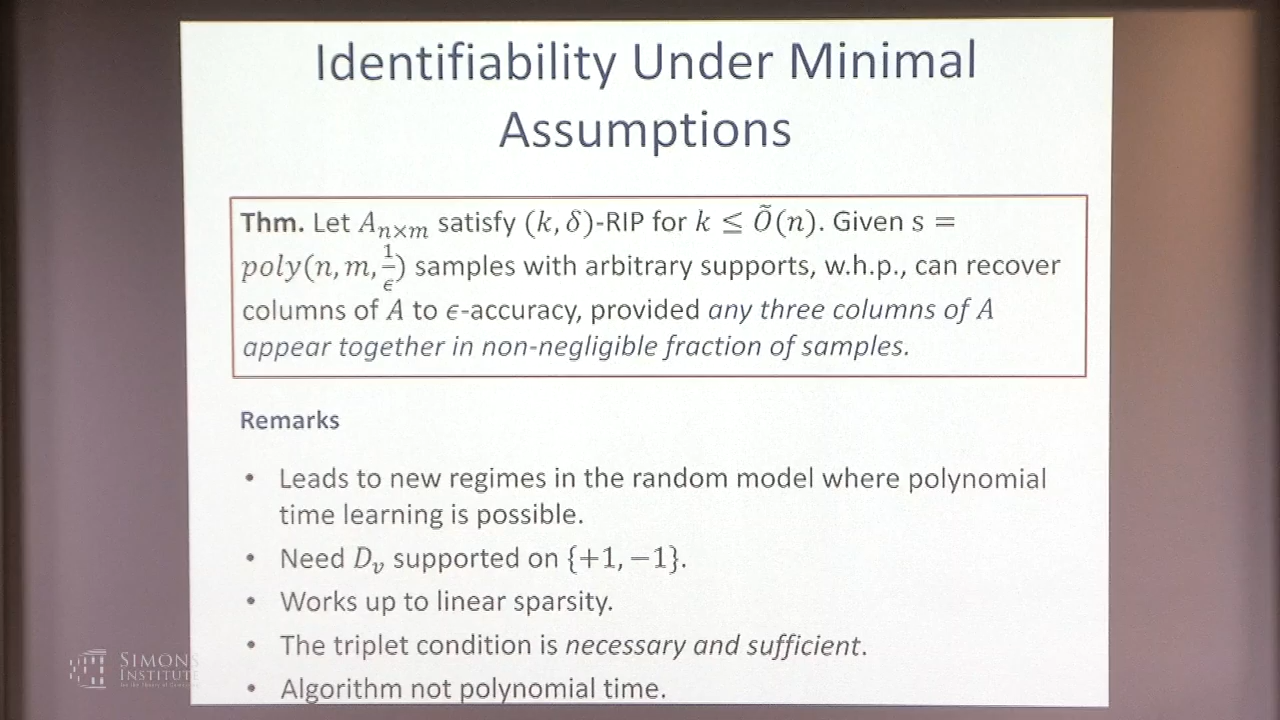 Identifiability Under Minimal
Assumptions
Thm. Let A_{n×m} satisfy (k, δ)-RIP for k ≤ Õ(n). Given s =
poly(n, m, 1/ϵ) samples with arbitrary supports, w.h.p., can recover
columns of A to ϵ-accuracy, provided any three columns of A
appear together in non-negligible fraction of samples.
Remarks
• Leads to new regimes in the random model where polynomial
time learning is possible.
• Need D_v supported on {+1, −1}.
• Works up to linear sparsity.
• The triplet condition is necessary and sufficient.
• Algorithm not polynomial time.
SIMONS
INSTITUTE